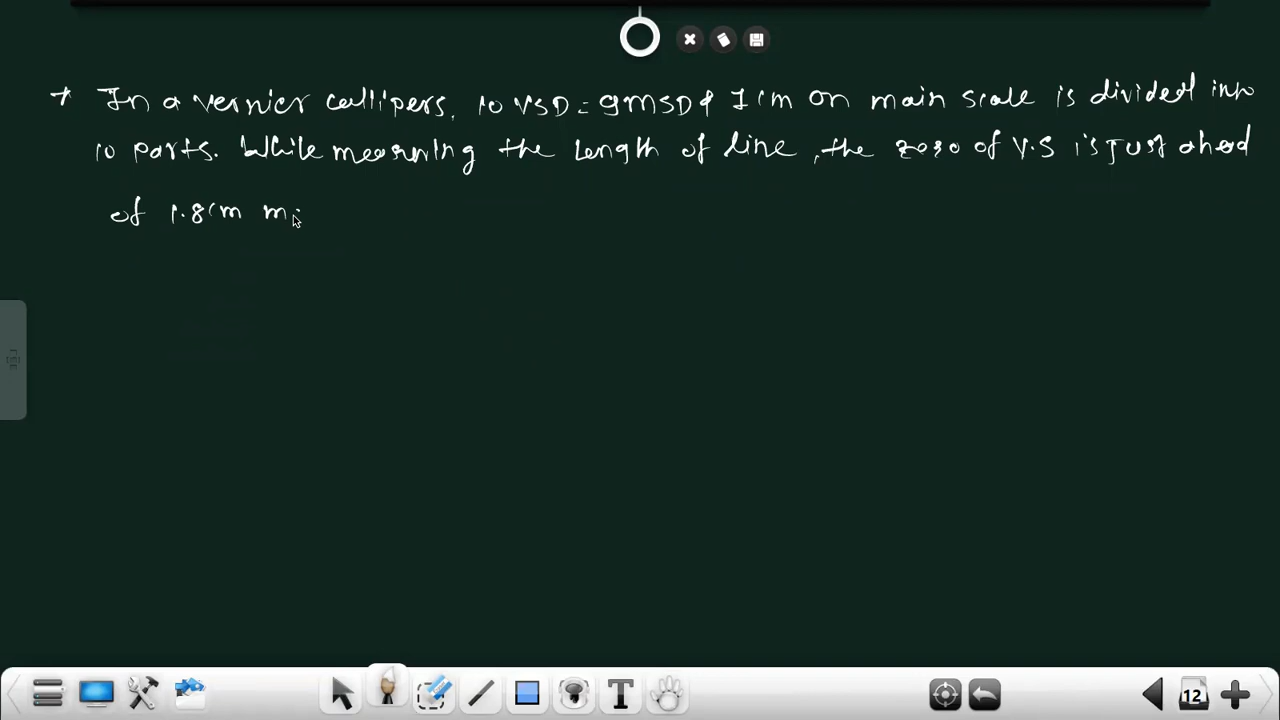 * In a vernier callipers, 10 VSD = 9 MSD & 1 cm on main scale is divided into
10 parts. While measuring the length of line, the zero of V.S is just ahead
of 1.8 cm m
12